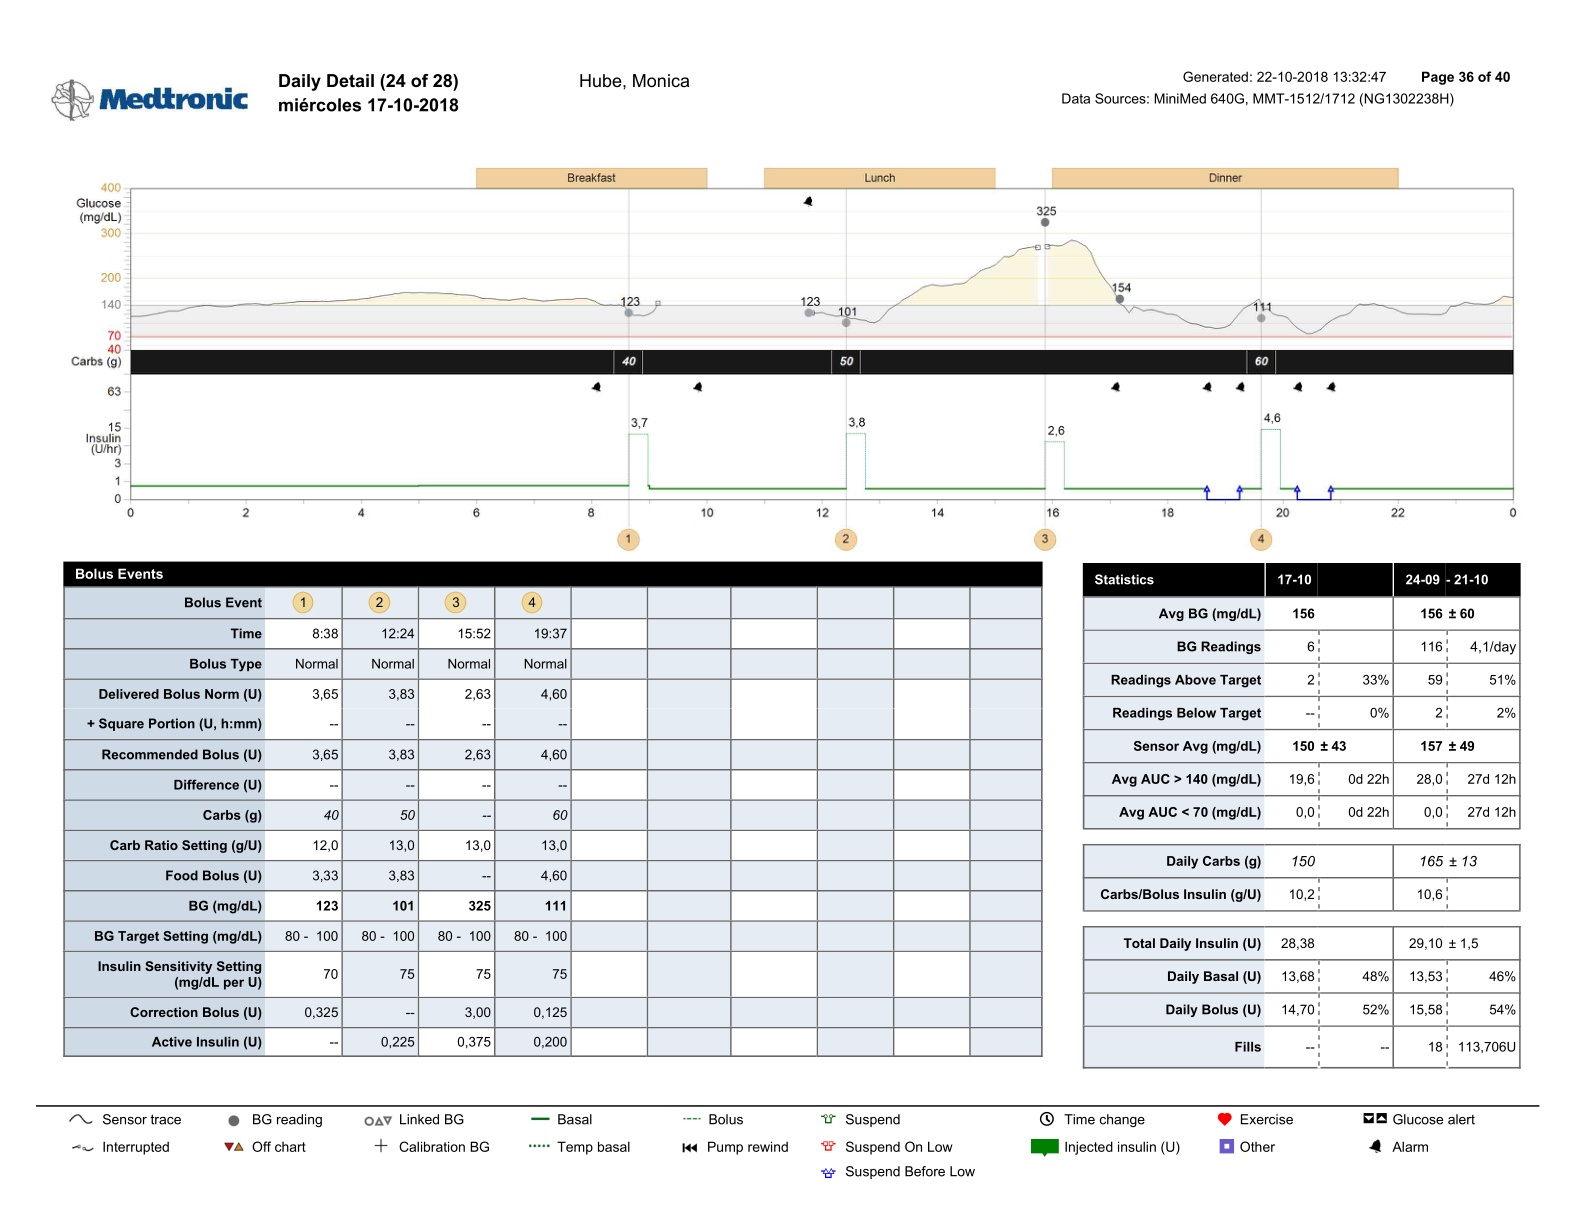 Medtronic
Daily Detail (24 of 28)
miércoles 17-10-2018
Hube, Monica
Generated: 22-10-2018 13:32:47
Page 36 of 40
Data Sources: MiniMed 640G, MMT-1512/1712 (NG1302238H)
Breakfast Lunch Dinner
400
Glucose
(mg/dL)
300
200
140
70
40
123 123 101 325 154 111
Carbs (g) 40 50 60
63
15
Insulin
(U/hr)
3
1
0
3,7 3,8 2,6 4,6
0 2 4 6 8 10 12 14 16 18 20 22 0
1 2 3 4
Bolus Events
Bolus Event 1 2 3 4
Time 8:38 12:24 15:52 19:37
Bolus Type Normal Normal Normal Normal
Delivered Bolus Norm (U) 3,65 3,83 2,63 4,60
+ Square Portion (U, h:mm) -- -- -- --
Recommended Bolus (U) 3,65 3,83 2,63 4,60
Difference (U) -- -- -- --
Carbs (g) 40 50 -- 60
Carb Ratio Setting (g/U) 12,0 13,0 13,0 13,0
Food Bolus (U) 3,33 3,83 -- 4,60
BG (mg/dL) 123 101 325 111
BG Target Setting (mg/dL) 80 - 100 80 - 100 80 - 100 80 - 100
Insulin Sensitivity Setting
(mg/dL per U) 70 75 75 75
Correction Bolus (U) 0,325 -- 3,00 0,125
Active Insulin (U) -- 0,225 0,375 0,200
Statistics 17-10 24-09 - 21-10
Avg BG (mg/dL) 156 156 ± 60
BG Readings 6 116 4,1/day
Readings Above Target 2 33% 59 51%
Readings Below Target -- 0% 2 2%
Sensor Avg (mg/dL) 150 ± 43 157 ± 49
Avg AUC > 140 (mg/dL) 19,6 0d 22h 28,0 27d 12h
Avg AUC < 70 (mg/dL) 0,0 0d 22h 0,0 27d 12h
Daily Carbs (g) 150 165 ± 13
Carbs/Bolus Insulin (g/U) 10,2 10,6
Total Daily Insulin (U) 28,38 29,10 ± 1,5
Daily Basal (U) 13,68 48% 13,53 46%
Daily Bolus (U) 14,70 52% 15,58 54%
Fills -- -- 18 113,706U
Sensor trace BG reading Linked BG Basal Bolus Suspend Time change Exercise Glucose alert
Interrupted Off chart Calibration BG Temp basal Pump rewind Suspend On Low Injected insulin (U) Other Alarm
Suspend Before Low